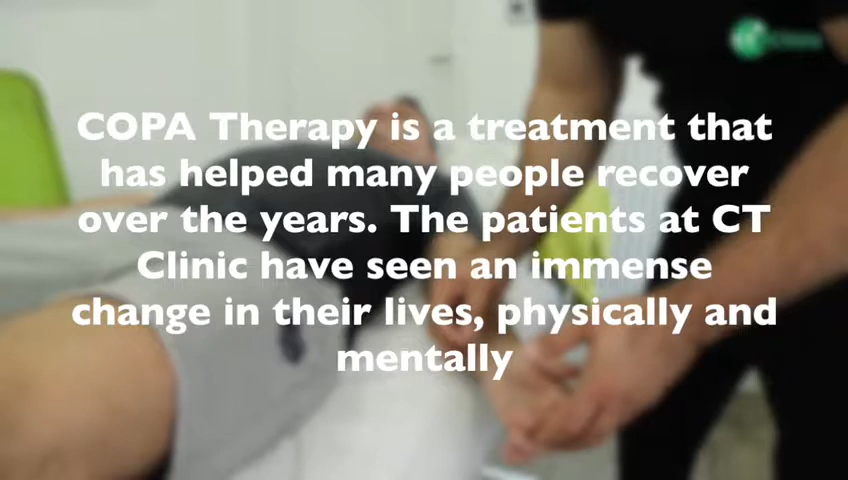 COPA Therapy is a treatment that
has helped many people recover
over the years. The patients at CT
Clinic have seen an immense
change in their lives, physically and
mentally